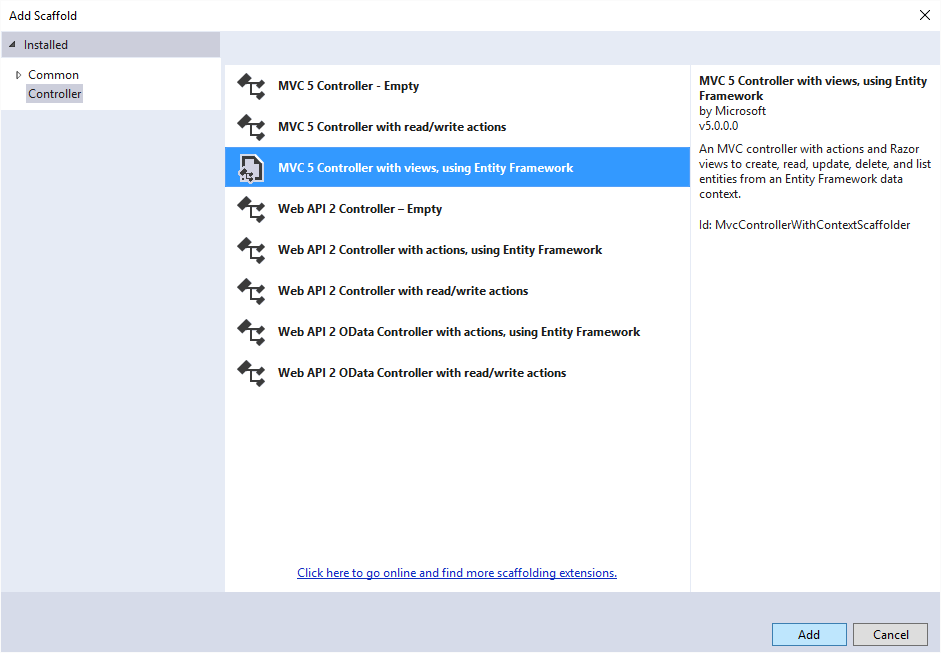 Add Scaffold
Installed
Common
Controller
MVC 5 Controller - Empty
MVC 5 Controller with read/write actions
MVC 5 Controller with views, using Entity Framework
Web API 2 Controller – Empty
Web API 2 Controller with actions, using Entity Framework
Web API 2 Controller with read/write actions
Web API 2 OData Controller with actions, using Entity Framework
Web API 2 OData Controller with read/write actions
Click here to go online and find more scaffolding extensions.
MVC 5 Controller with views, using Entity
Framework
by Microsoft
v5.0.0.0
An MVC controller with actions and Razor
views to create, read, update, delete, and list
entities from an Entity Framework data
context.
Id: MvcControllerWithContextScaffolder
Add
Cancel